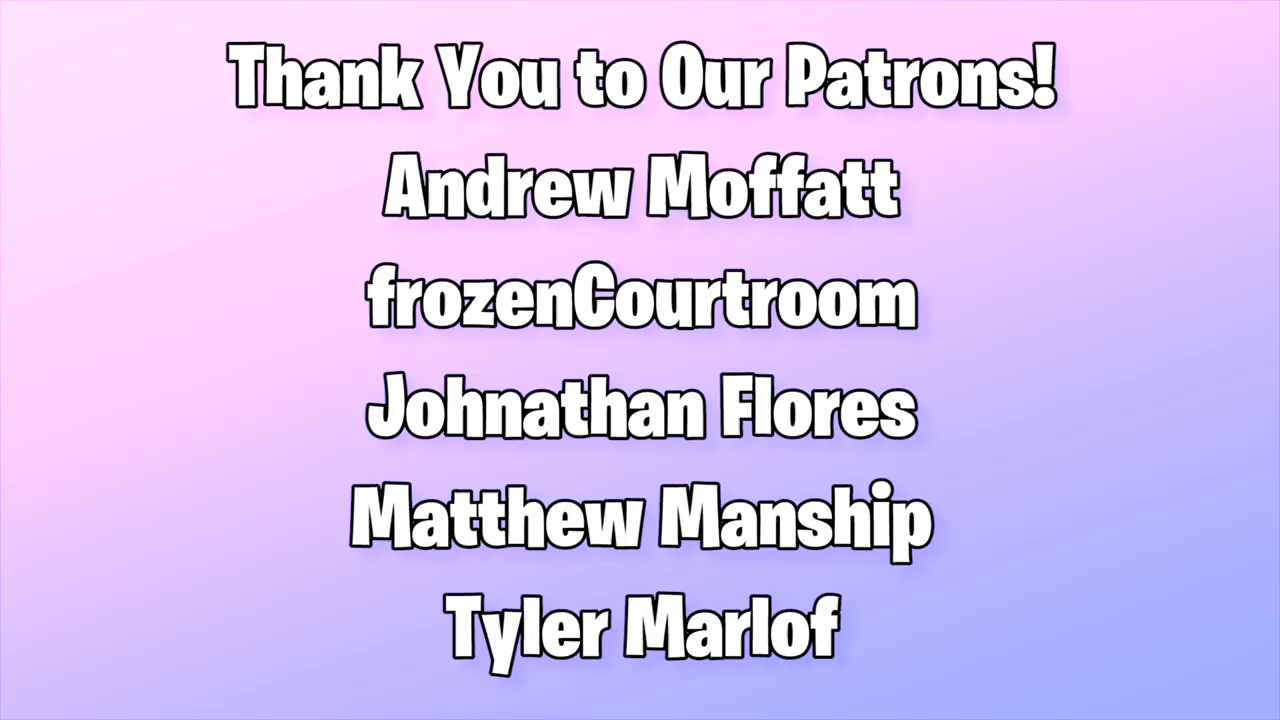 Thank You to Our Patrons!
Andrew Moffatt
frozenCourtroom
Johnathan Flores
Matthew Manship
Tyler Marlof